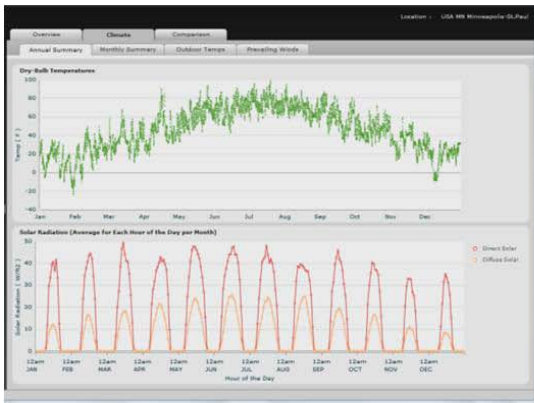 Location : USA MN Minneapolis-St.Paul
Overview Climate Comparison
Annual Summary Monthly Summary Outdoor Temps Prevailing Winds
Dry-Bulb Temperatures
100
80
60
40
20
0
-20
-40
Temp ( F )
Jan Feb Mar Apr May Jun Jul Aug Sep Oct Nov Dec
Solar Radiation (Average for Each Hour of the Day per Month)
50
40
30
20
10
0
Solar Radiation ( W/ft2 )
Direct Solar
Diffuse Solar
12am 12am 12am 12am 12am 12am 12am 12am 12am 12am 12am 12am
JAN FEB MAR APR MAY JUN JUL AUG SEP OCT NOV DEC
Hour of the Day